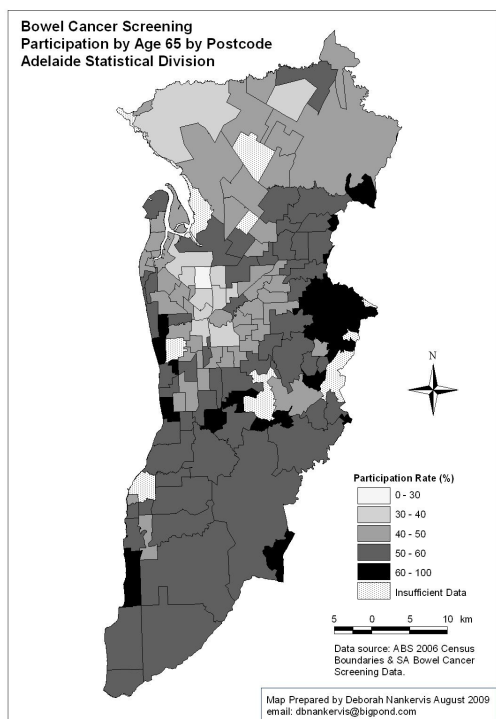 Bowel Cancer Screening
Participation by Age 65 by Postcode
Adelaide Statistical Division
N
Participation Rate (%)
0 - 30
30 - 40
40 - 50
50 - 60
60 - 100
Insufficient Data
5 0 5 10 km
Data source: ABS 2006 Census
Boundaries & SA Bowel Cancer
Screening Data.
Map Prepared by Deborah Nankervis August 2009
email: dbnankervis@bigpond.com